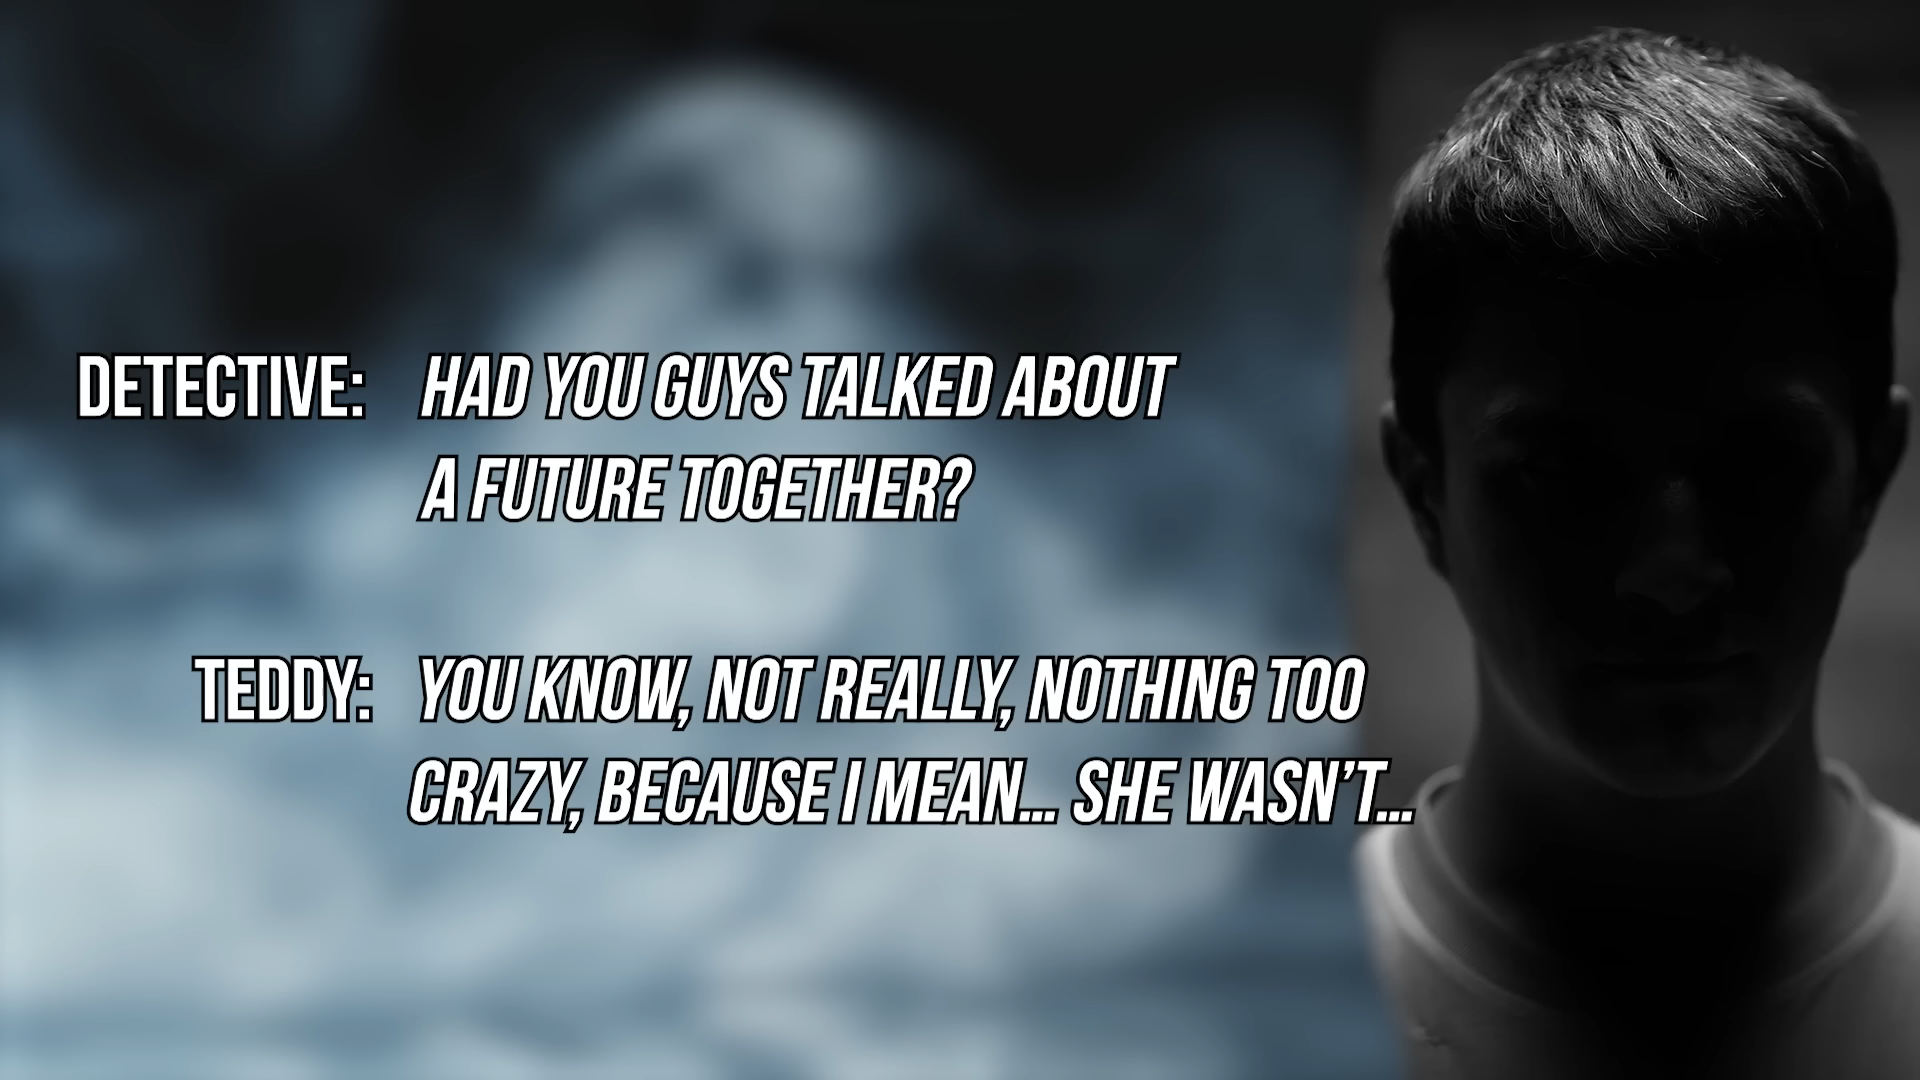 DETECTIVE: HAD YOU GUYS TALKED ABOUT
A FUTURE TOGETHER?
TEDDY: YOU KNOW, NOT REALLY, NOTHING TOO
CRAZY, BECAUSE I MEAN... SHE WASN'T...